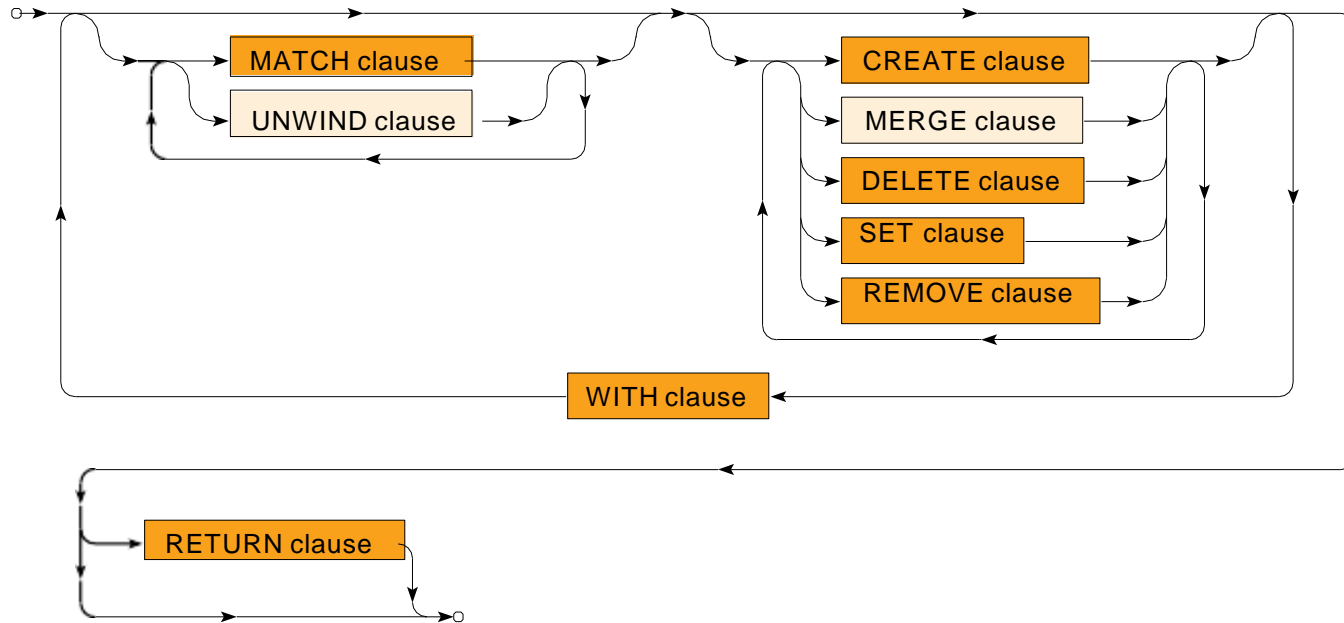 MATCH clause
UNWIND clause
CREATE clause
MERGE clause
DELETE clause
SET clause
REMOVE clause
WITH clause
RETURN clause